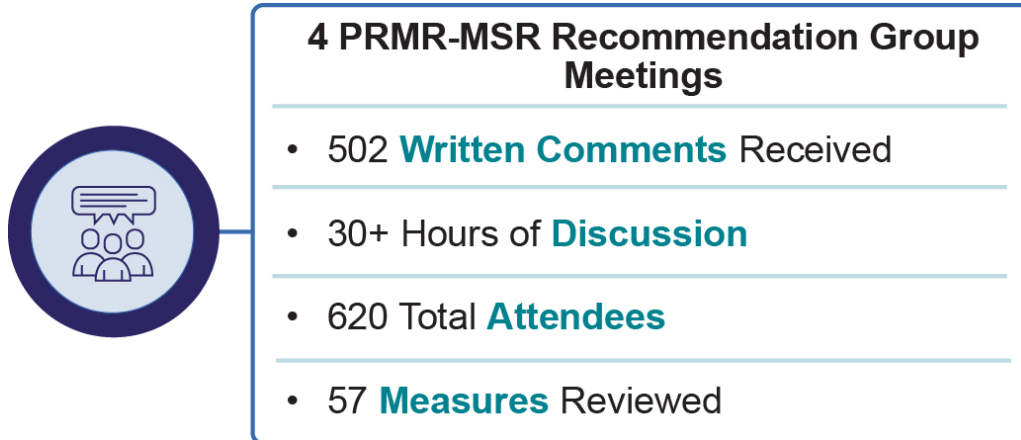 4 PRMR-MSR Recommendation Group
Meetings
• 502 Written Comments Received
• 30+ Hours of Discussion
• 620 Total Attendees
• 57 Measures Reviewed